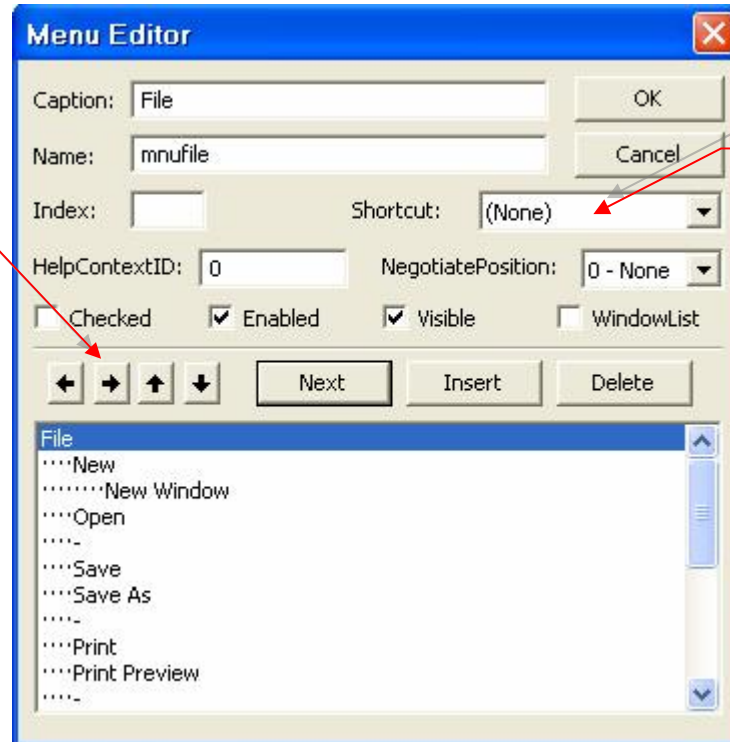 Menu Editor
Caption: File OK
Name: mnufile Cancel
Index: Shortcut: (None)
HelpContextID: 0 NegotiatePosition: 0 - None
Checked Enabled Visible WindowList
Next Insert Delete
File
····New
········New Window
····Open
····-
····Save
····Save As
····-
····Print
····Print Preview
····-